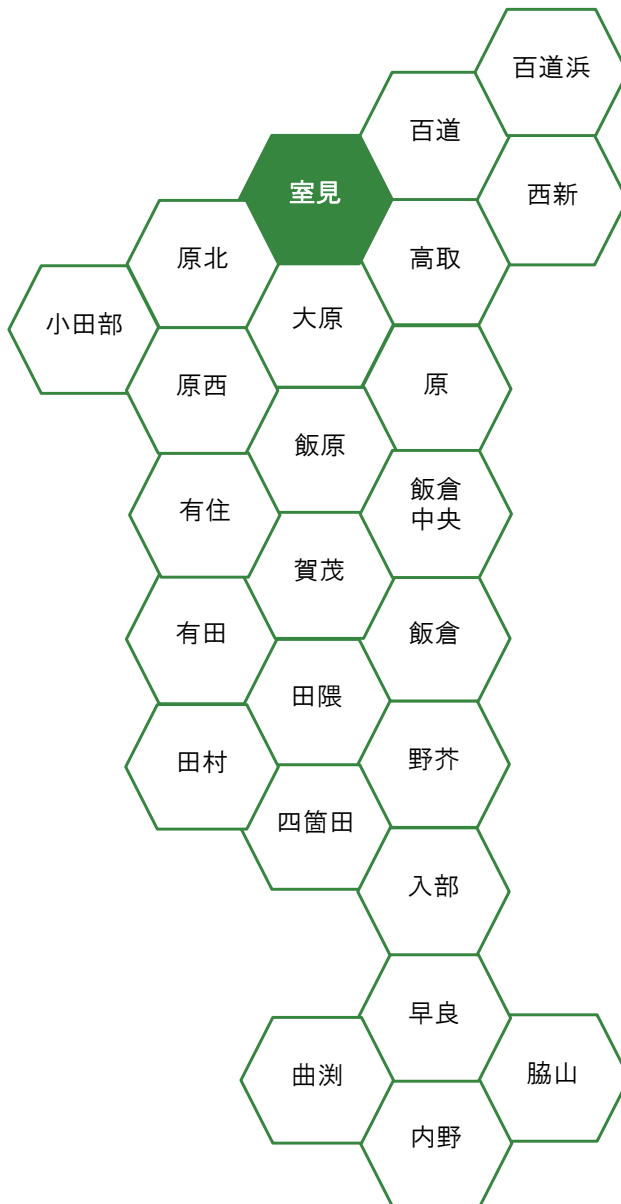 百道浜
百道
室見
西新
原北
高取
大原
小田部
原西
原
飯原
飯倉
中央
有住
賀茂
有田
飯倉
田隈
田村
野芥
四箇田
入部
早良
曲渕
脇山
内野